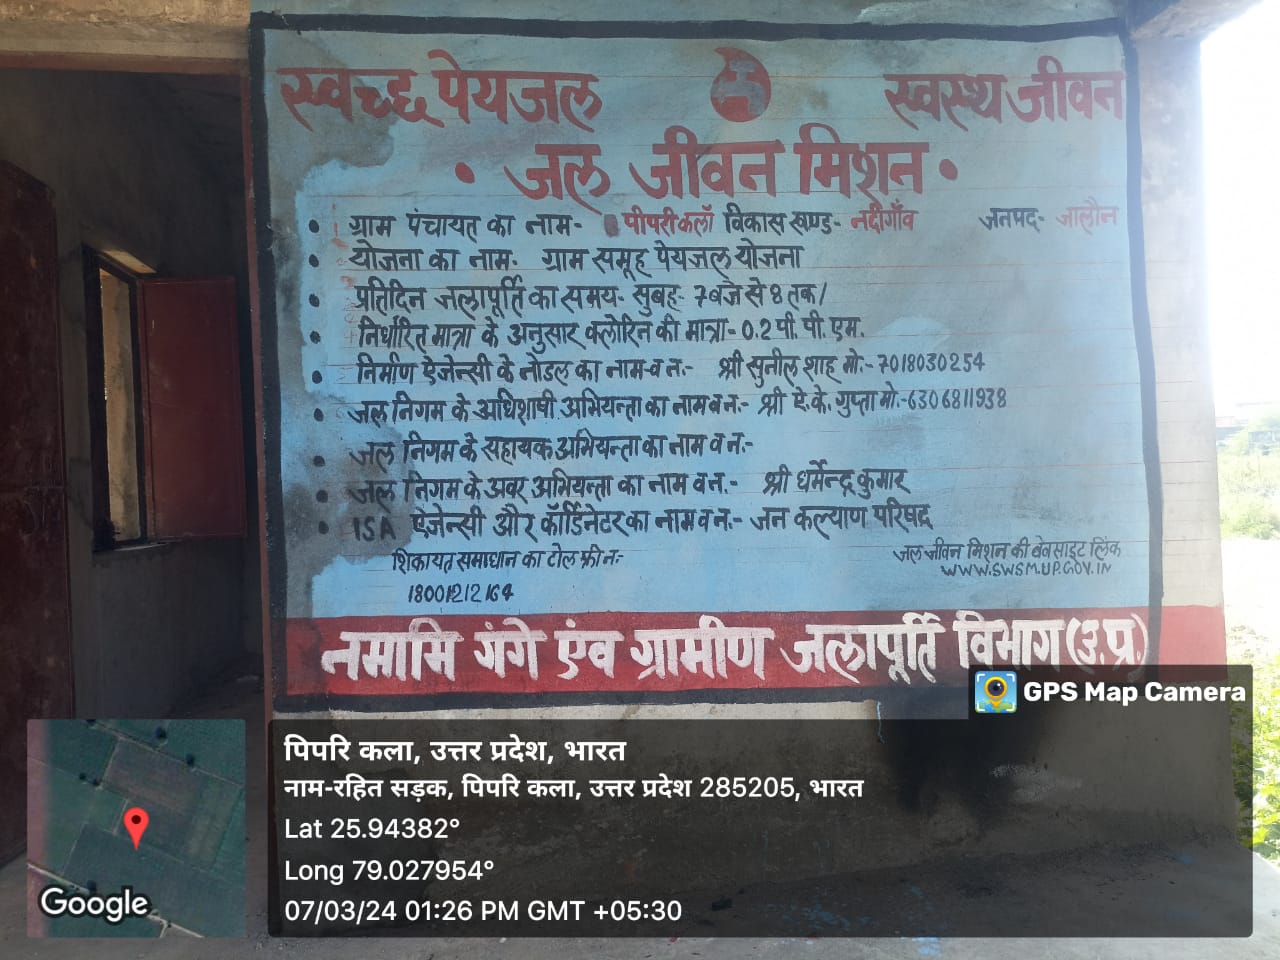 स्वच्छ पेयजल स्वस्थ जीवन
• जल जीवन मिशन •
• ग्राम पंचायत का नाम- पीपरी कलाॅ विकास खण्ड- नदीगाँव जनपद- जालौन
• योजना का नाम- ग्राम समूह पेयजल योजना
• प्रतिदिन जलापूर्ति का समय- सुबह- 7 बजे से 8 तक/
• निर्धारित मात्रा के अनुसार क्लोरिन की मात्रा- 0.2 पी. पी. एम.
• निर्माण ऐजेन्सी के नोडल का नाम व न.- श्री सुनील शाह मो.- 7018030254
• जल निगम के अधिशाषी अभियन्ता का नाम व न.- श्री ऐ. के. गुप्ता मो.- 6306811938
• जल निगम के सहायक अभियन्ता का नाम व न.-
• जल निगम के अवर अभियन्ता का नाम व न.- श्री धर्मेन्द्र कुमार
• ISA ऐजेन्सी और कॉर्डिनेटर का नाम व न.- जन कल्याण परिषद
शिकायत समाधान का टोल फ्री न.-
18001212164
जल जीवन मिशन की वेबसाइट लिंक
WWW.SWSM.UP.GOV.IN
नमामि गंगे एंव ग्रामीण जलापूर्ति विभाग (उ.प्र.)
GPS Map Camera
पिपरि कला, उत्तर प्रदेश, भारत
नाम-रहित सड़क, पिपरि कला, उत्तर प्रदेश 285205, भारत
Lat 25.94382°
Long 79.027954°
07/03/24 01:26 PM GMT +05:30
Google